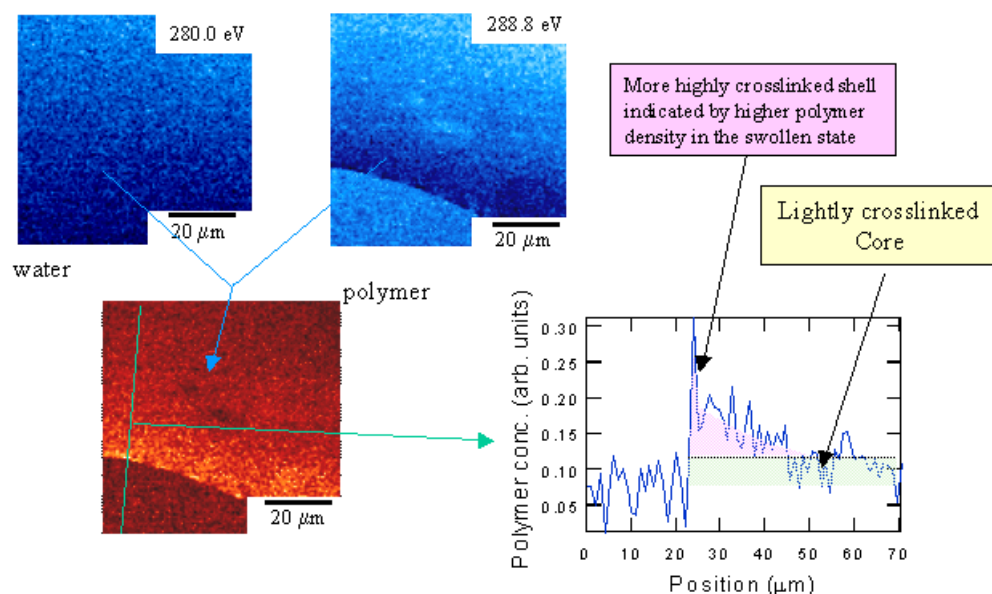 280.0 eV
288.8 eV
20 µm
20 µm
water
polymer
20 µm
More highly crosslinked shell
indicated by higher polymer
density in the swollen state
Lightly crosslinked
Core
Polymer conc. (arb. units)
0.30
0.25
0.20
0.15
0.10
0.05
0 10 20 30 40 50 60 70
Position (µm)